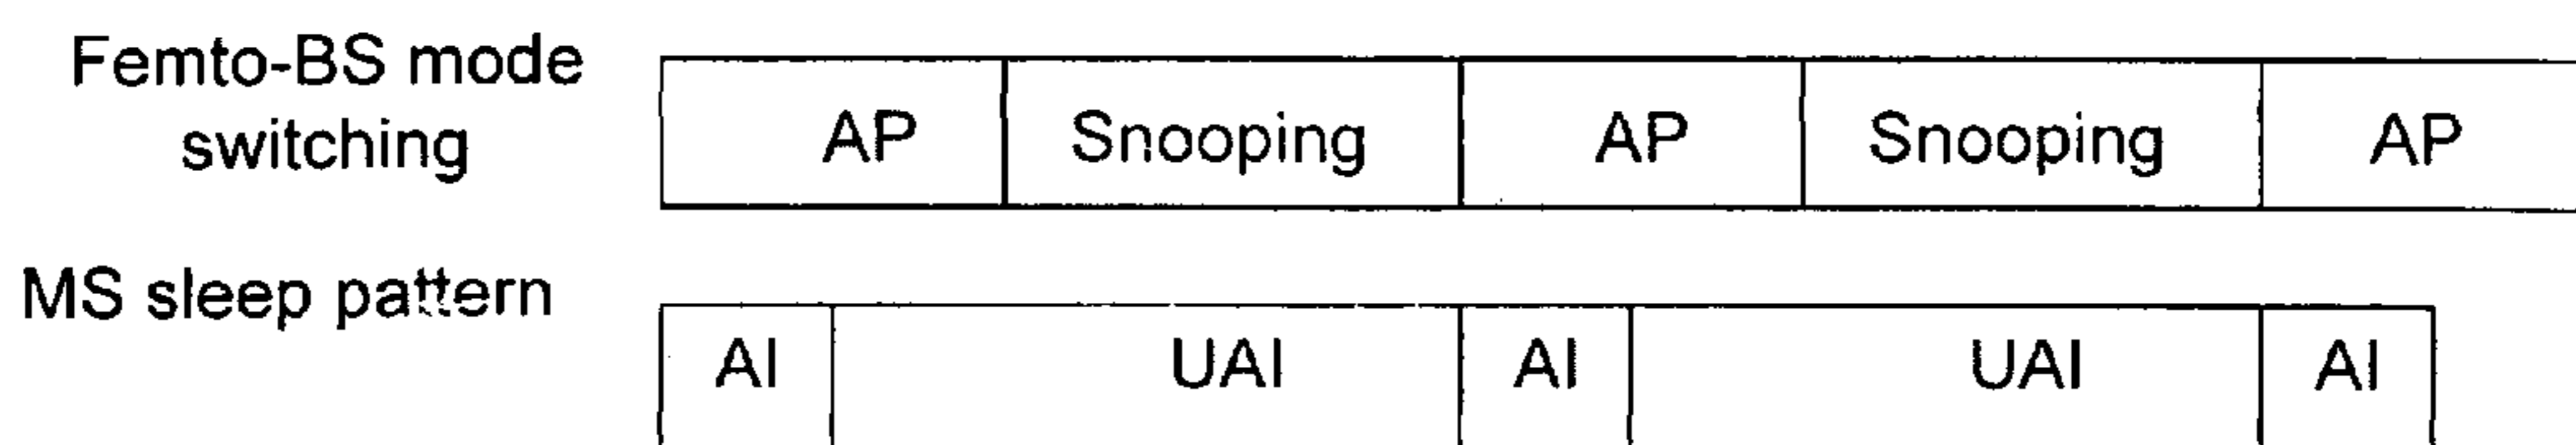 Femto-BS mode
switching
AP Snooping AP Snooping AP
MS sleep pattern
AI UAI AI UAI AI